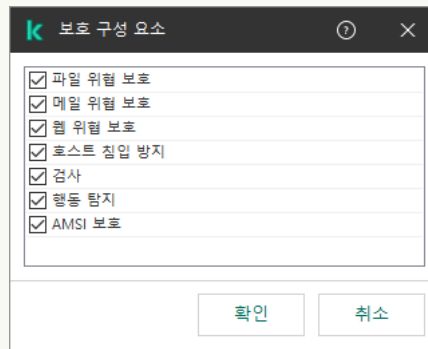 보호 구성 요소
파일 위협 보호
메일 위협 보호
웹 위협 보호
호스트 침입 방지
검사
행동 탐지
AMSI 보호
확인 취소